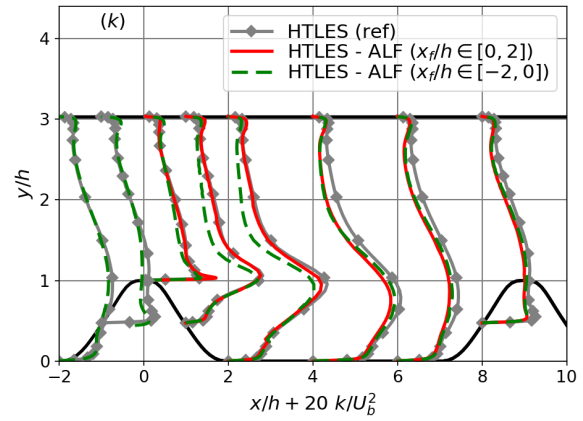 (k)
HTLES (ref)
HTLES - ALF (x_f/h ∈ [0, 2])
HTLES - ALF (x_f/h ∈ [−2, 0])
4
3
2
1
0
y/h
−2 0 2 4 6 8 10
x/h + 20 k/U_b^2